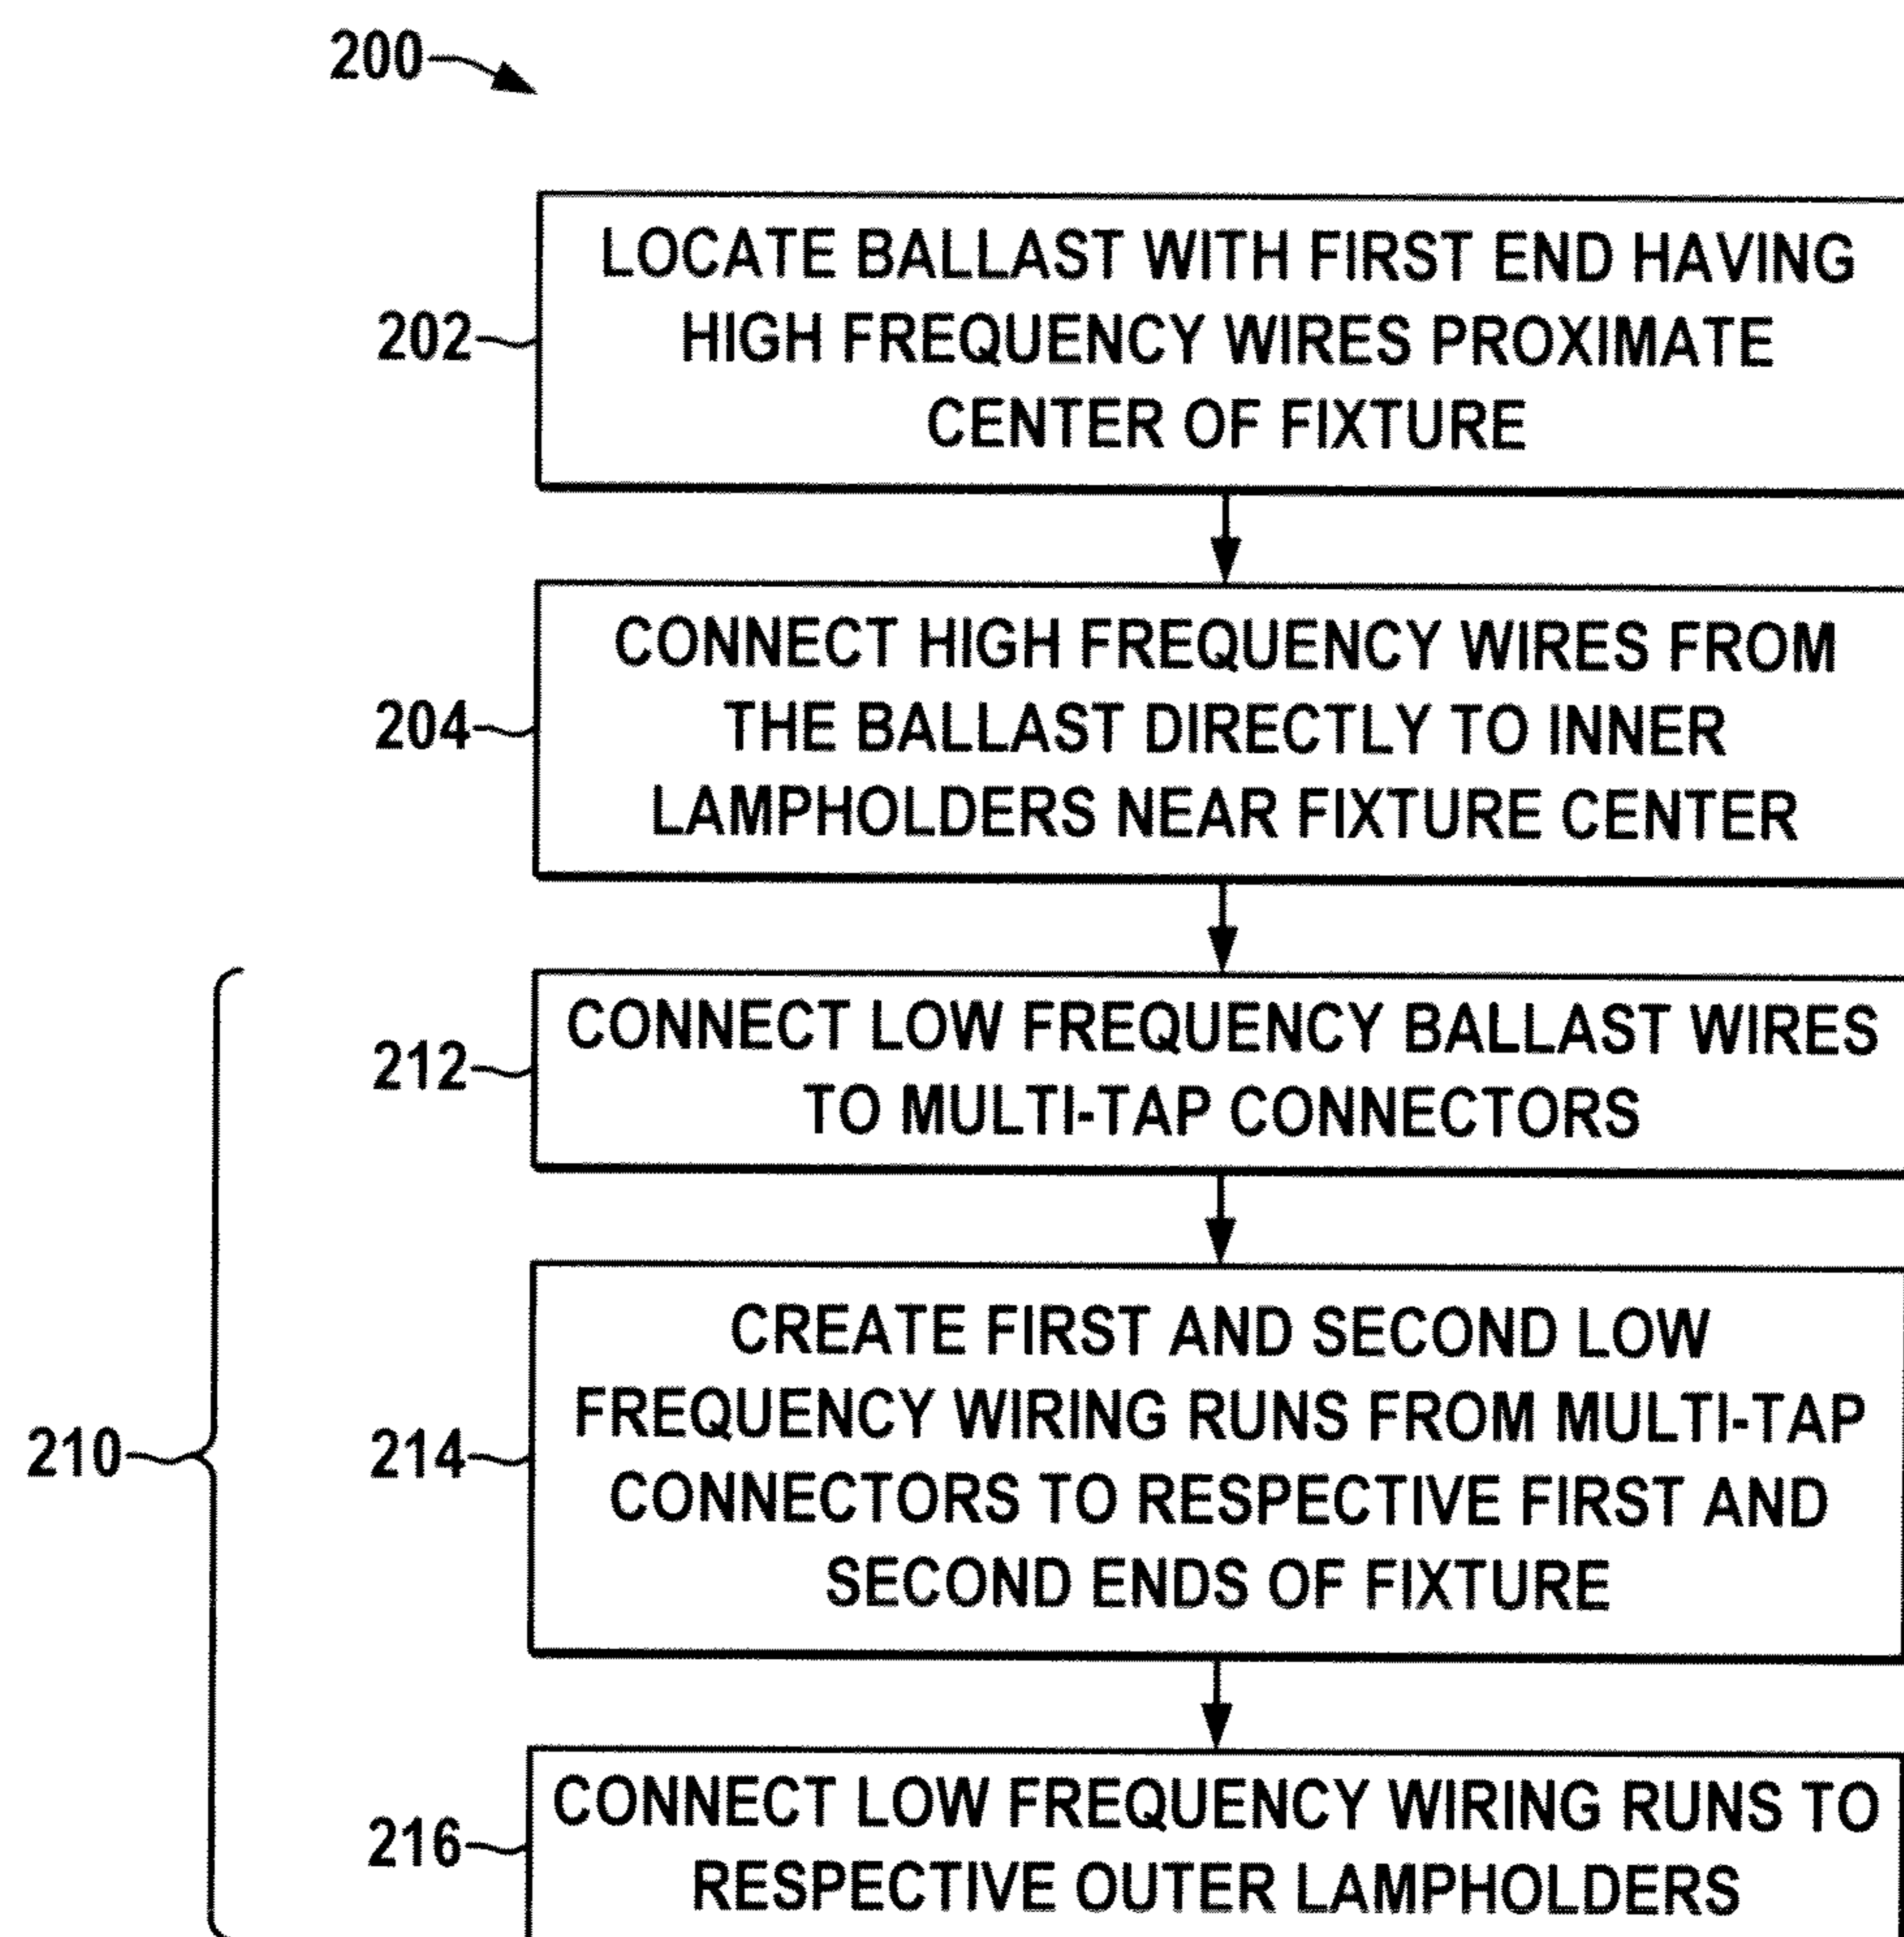 200
202
LOCATE BALLAST WITH FIRST END HAVING
HIGH FREQUENCY WIRES PROXIMATE
CENTER OF FIXTURE
204
CONNECT HIGH FREQUENCY WIRES FROM
THE BALLAST DIRECTLY TO INNER
LAMPHOLDERS NEAR FIXTURE CENTER
210
212
CONNECT LOW FREQUENCY BALLAST WIRES
TO MULTI-TAP CONNECTORS
214
CREATE FIRST AND SECOND LOW
FREQUENCY WIRING RUNS FROM MULTI-TAP
CONNECTORS TO RESPECTIVE FIRST AND
SECOND ENDS OF FIXTURE
216
CONNECT LOW FREQUENCY WIRING RUNS TO
RESPECTIVE OUTER LAMPHOLDERS